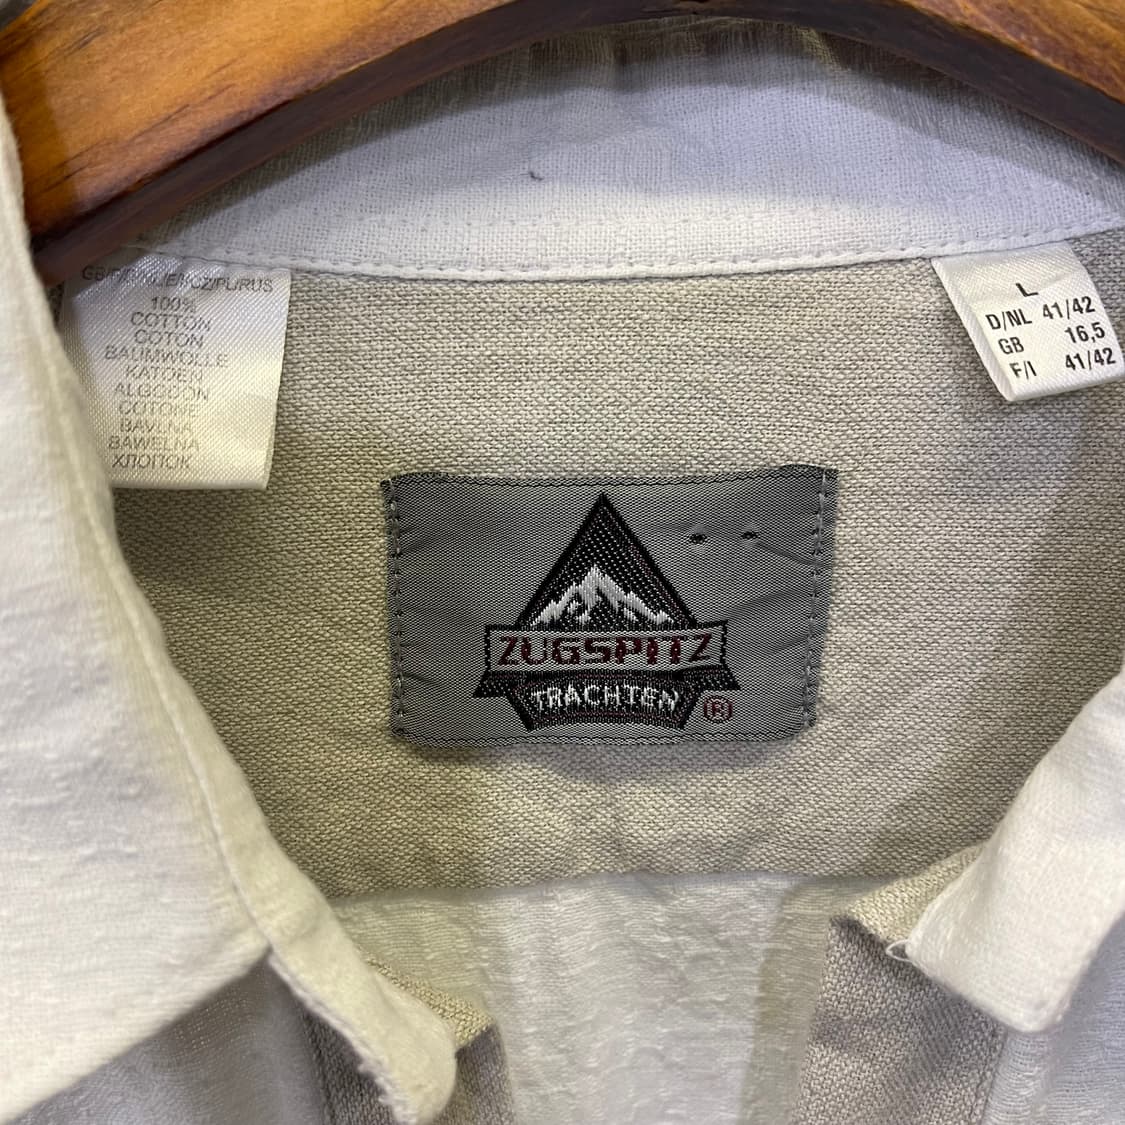 100%
COTTON
COTON
BAUMWOLLE
KATOEN
ALGODON
COTONE
BAVLNA
BAWEŁNA
ХЛОПОК
L
D/NL 41/42
GB 16,5
F/I 41/42
ZUGSPITZ
TRACHTEN ®